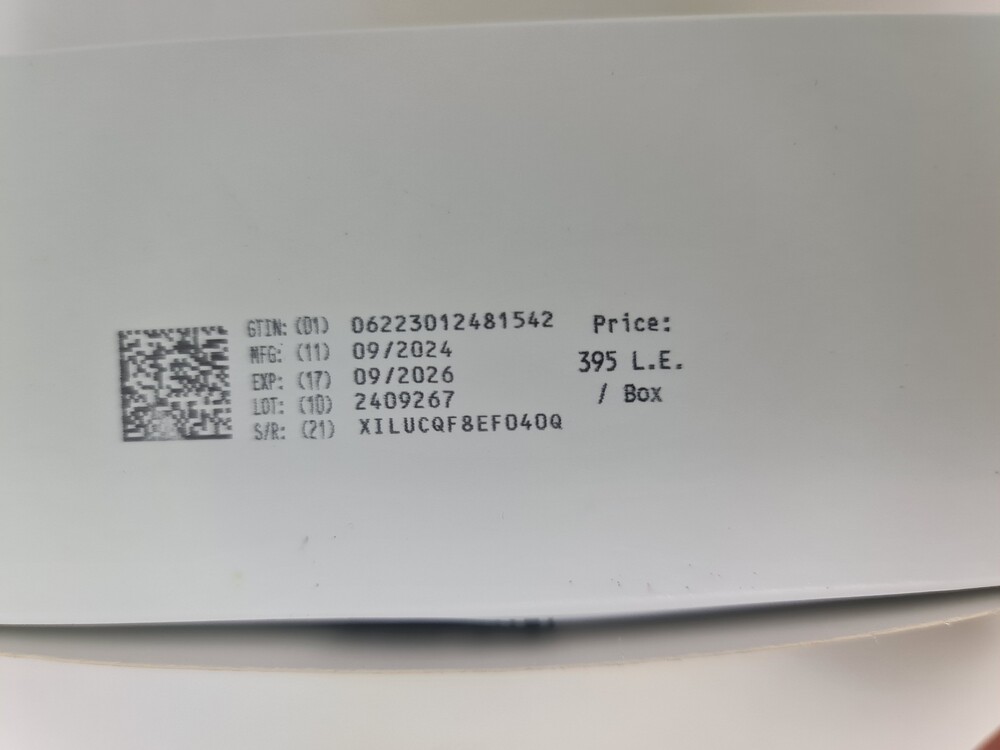 GTIN: (01) 06223012481542
MFG: (11) 09/2024
EXP: (17) 09/2026
LOT: (10) 2409267
S/R: (21) XILUCQF8EF040Q
Price:
395 L.E.
/ Box